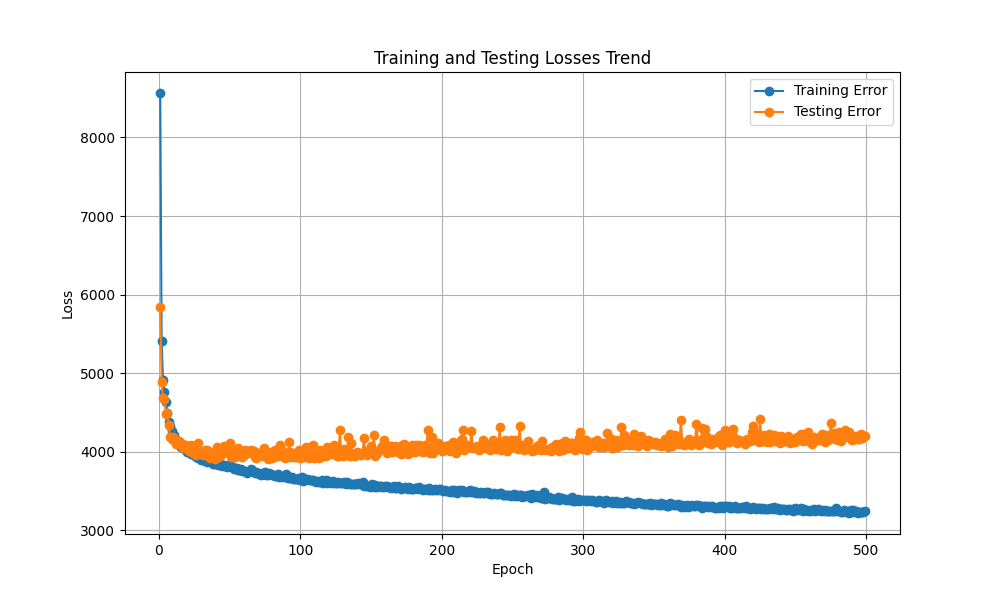 Training and Testing Losses Trend
Training Error
Testing Error
Loss
8000
7000
6000
5000
4000
3000
0 100 200 300 400 500
Epoch